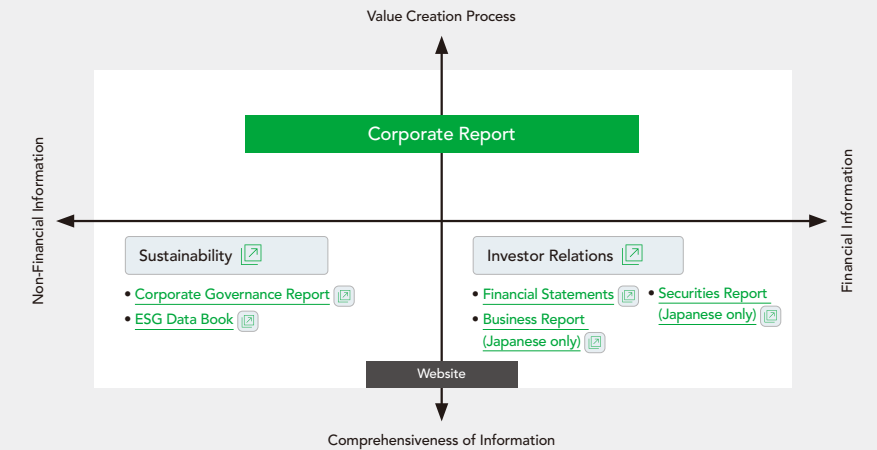 Value Creation Process
Corporate Report
Non-Financial Information
Financial Information
Sustainability
• Corporate Governance Report
• ESG Data Book
Investor Relations
• Financial Statements
• Business Report
(Japanese only)
• Securities Report
(Japanese only)
Website
Comprehensiveness of Information